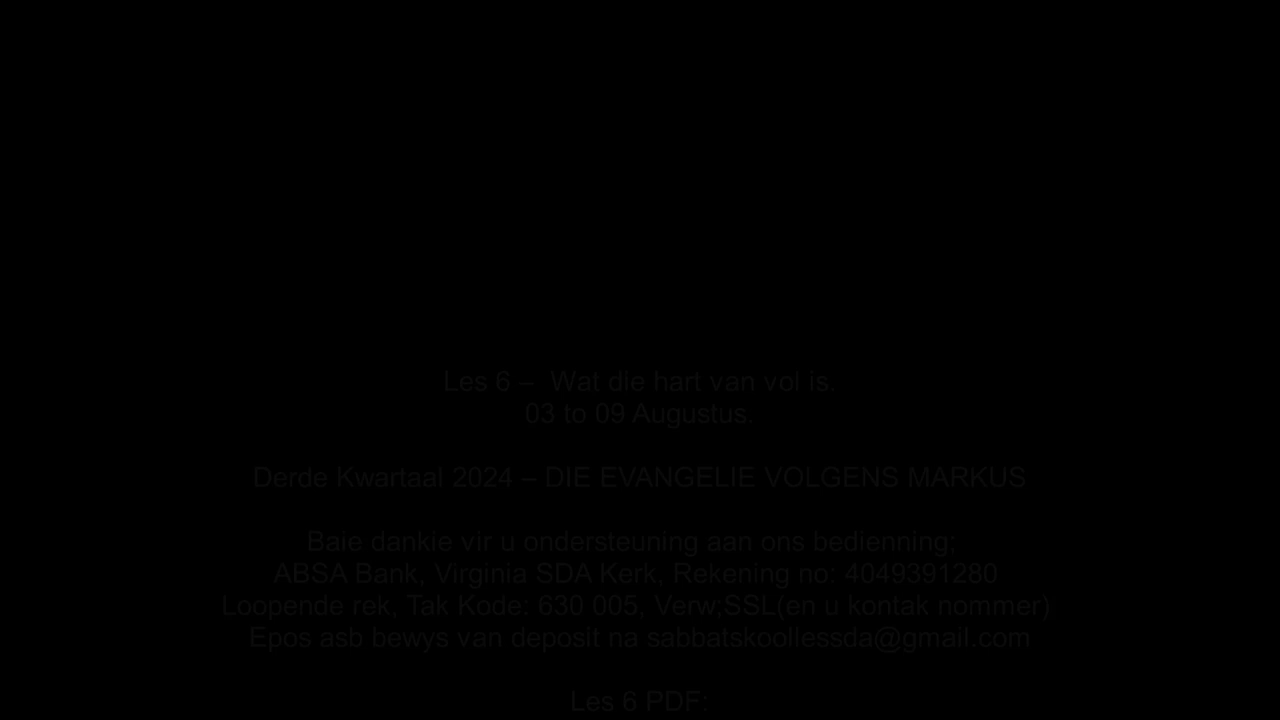 Les 6 – Wat die hart van vol is.
03 to 09 Augustus.
Derde Kwartaal 2024 – DIE EVANGELIE VOLGENS MARKUS
Baie dankie vir u ondersteuning aan ons bedienning;
ABSA Bank, Virginia SDA Kerk, Rekening no: 4049391280
Loopende rek, Tak Kode: 630 005, Verw;SSL(en u kontak nommer)
Epos asb bewys van deposit na sabbatskoollessda@gmail.com
Les 6 PDF: